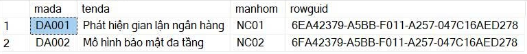 mada tenda manhom rowguid
1 DA001 Phát hiện gian lận ngân hàng NC01 6EA42379-A5BB-F011-A257-047C16AED278
2 DA002 Mô hình bảo mật đa tầng NC02 6FA42379-A5BB-F011-A257-047C16AED278